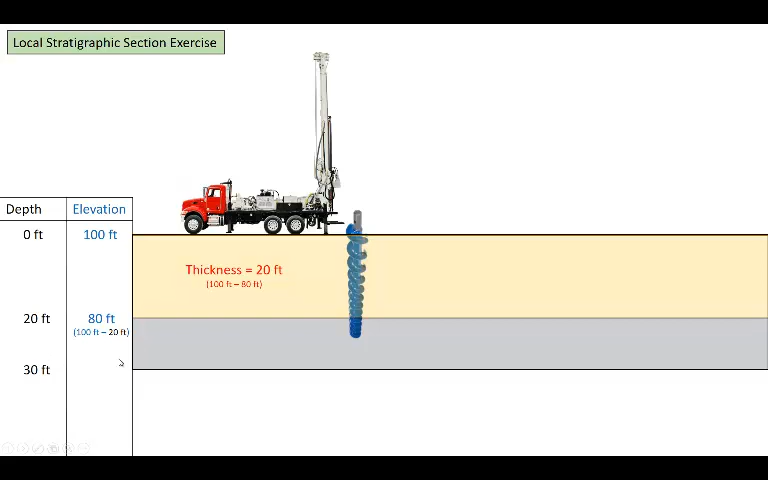 Local Stratigraphic Section Exercise
Depth Elevation
0 ft 100 ft
Thickness = 20 ft
(100 ft – 80 ft)
20 ft 80 ft
(100 ft – 20 ft)
30 ft